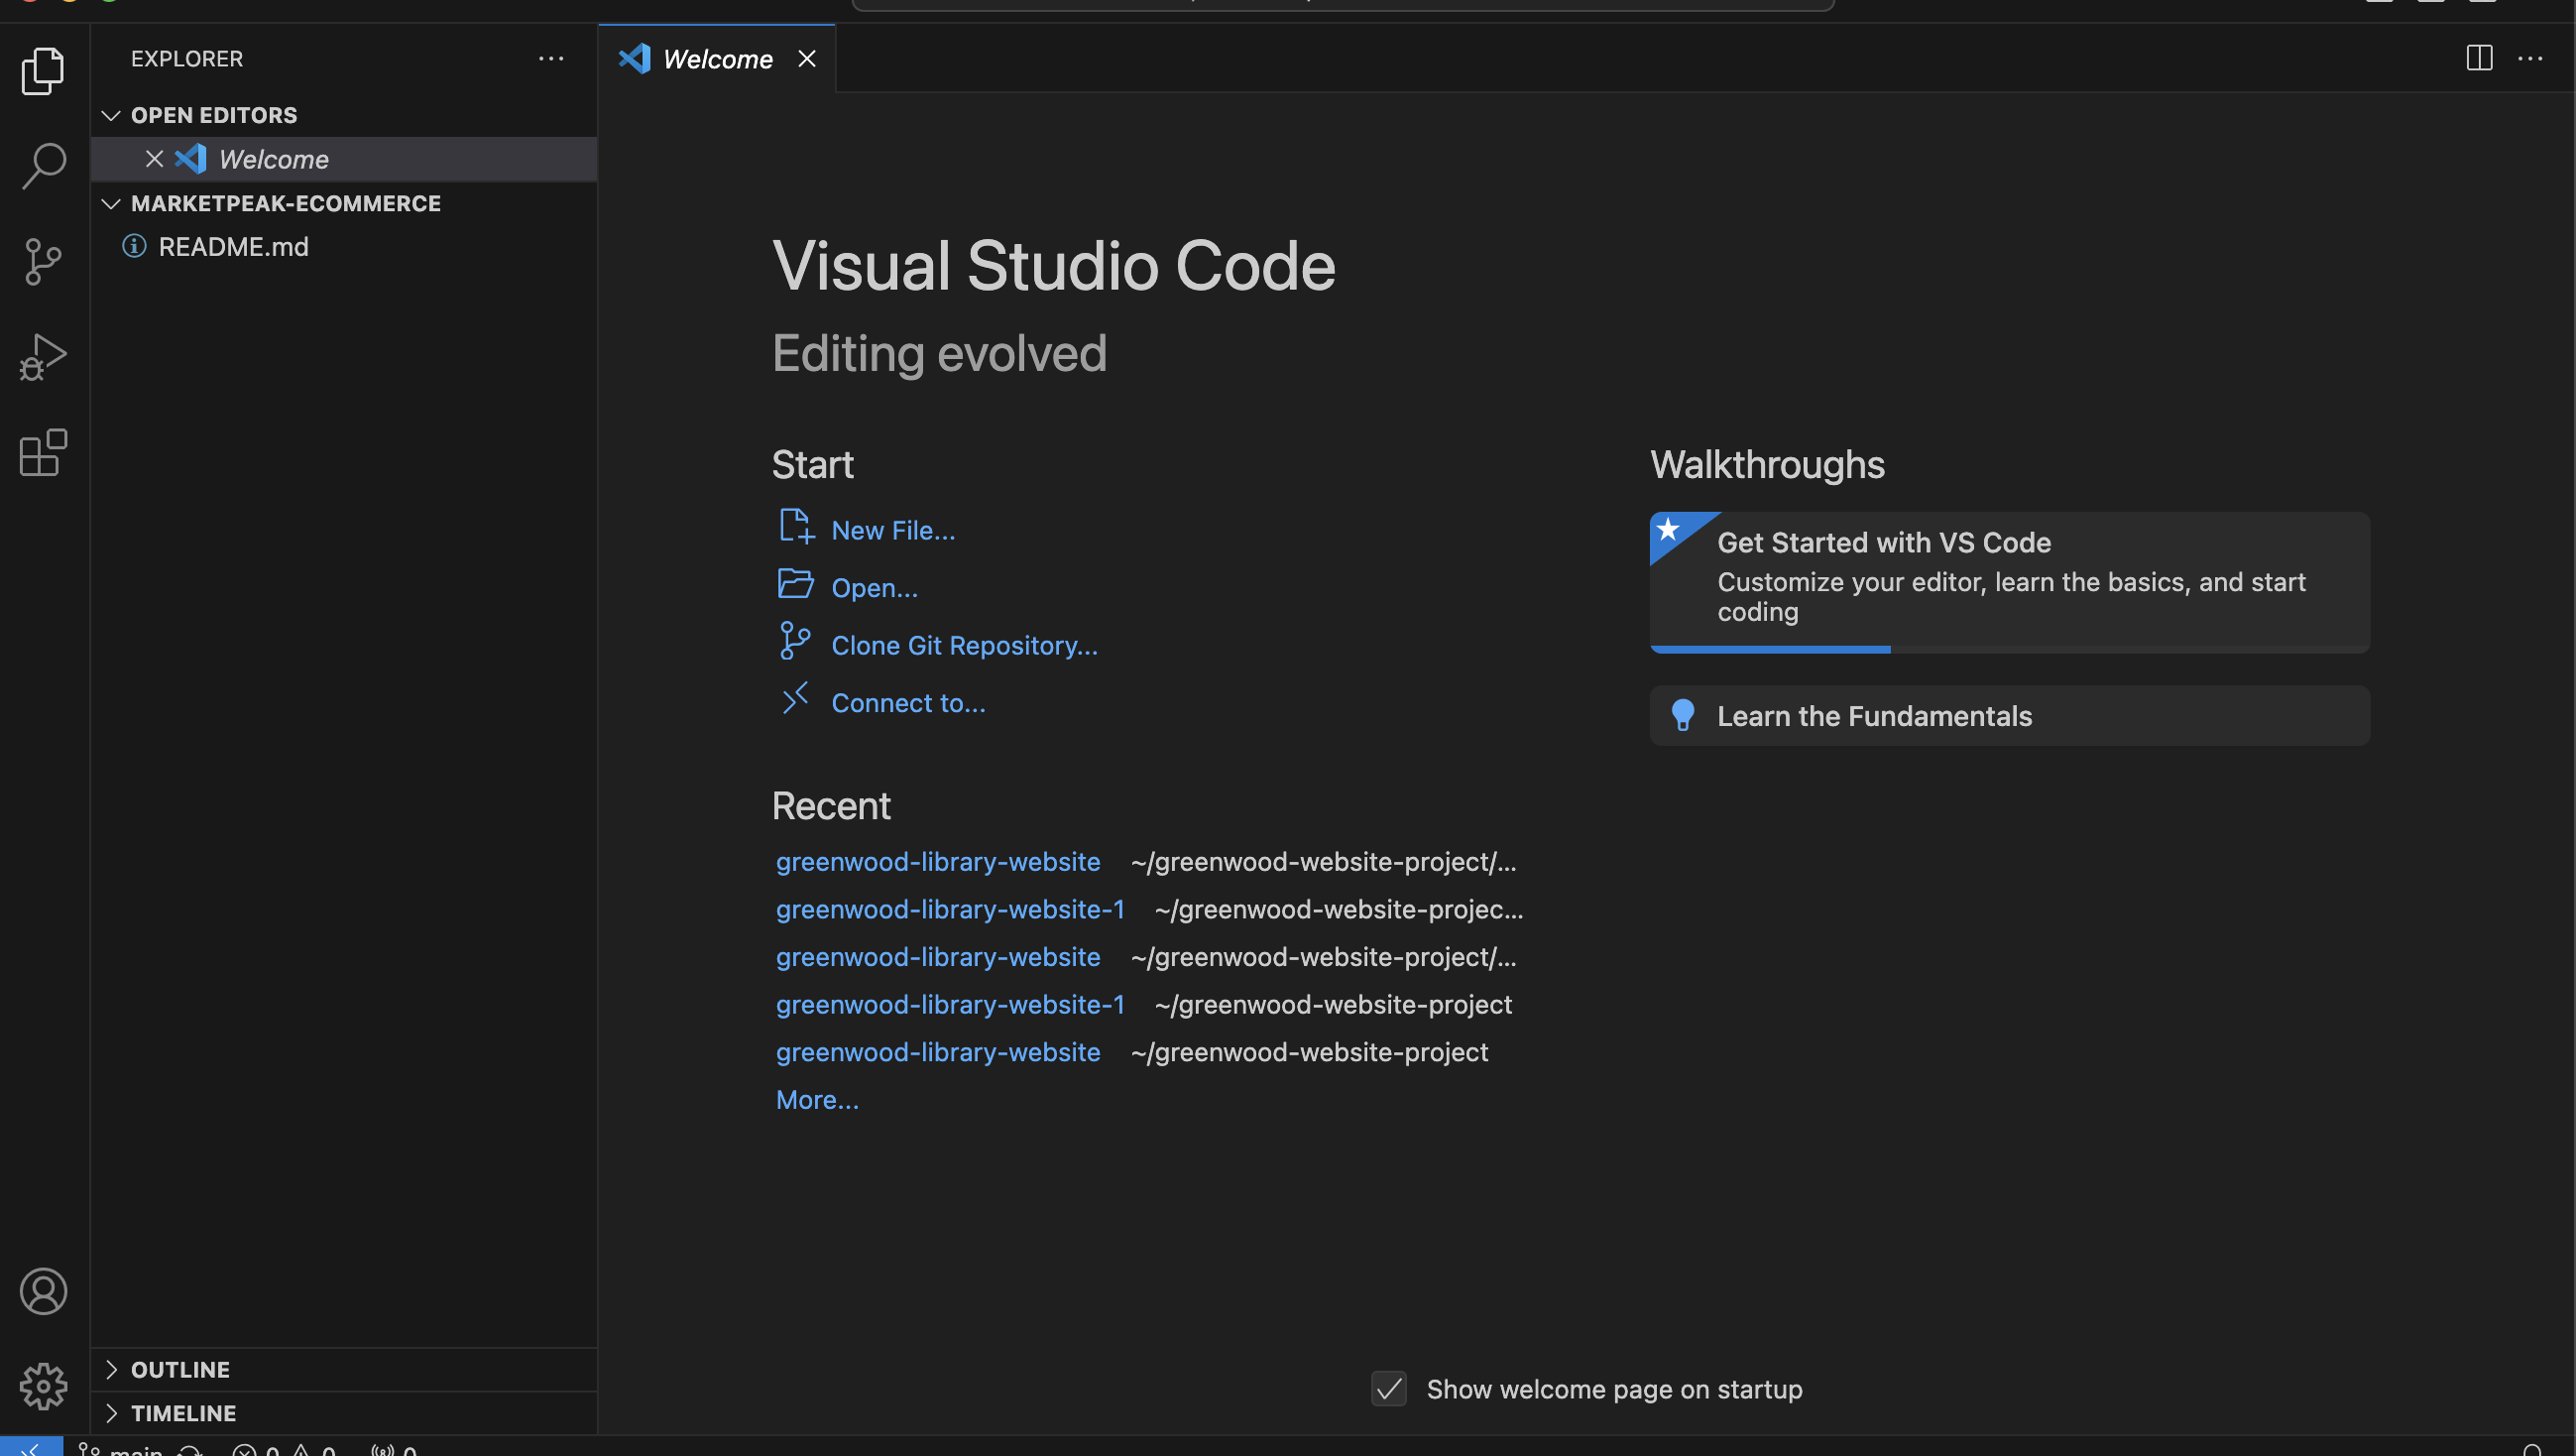 EXPLORER
Welcome
OPEN EDITORS
Welcome
MARKETPEAK-ECOMMERCE
README.md
Visual Studio Code
Editing evolved
Start
New File...
Open...
Clone Git Repository...
Connect to...
Recent
greenwood-library-website ~/greenwood-website-project/...
greenwood-library-website-1 ~/greenwood-website-projec...
greenwood-library-website ~/greenwood-website-project/...
greenwood-library-website-1 ~/greenwood-website-project
greenwood-library-website ~/greenwood-website-project
More...
Walkthroughs
Get Started with VS Code
Customize your editor, learn the basics, and start
coding
Learn the Fundamentals
Show welcome page on startup
OUTLINE
TIMELINE
main 0 0 0